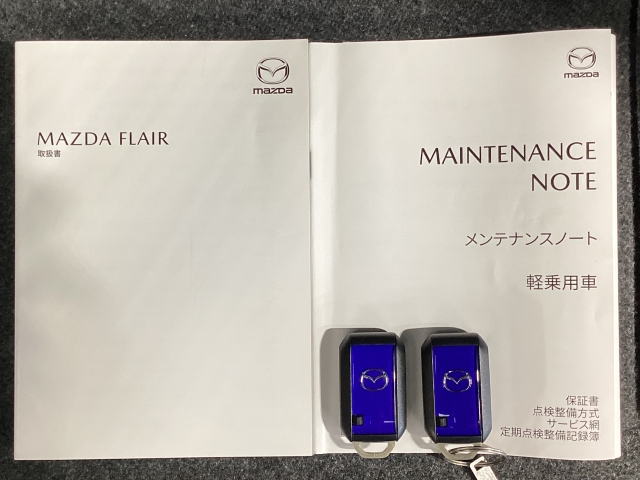 mazda
MAZDA FLAIR
取扱書
mazda
MAINTENANCE
NOTE
メンテナンスノート
軽乗用車
保証書
点検整備方式
サービス網
定期点検整備記録簿